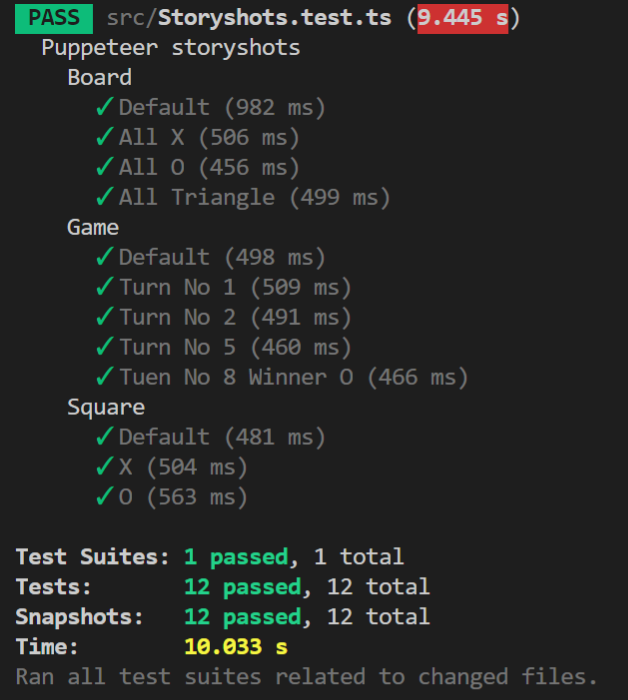 PASS src/Storyshots.test.ts (9.445 s)
Puppeteer storyshots
Board
✓ Default (982 ms)
✓ All X (506 ms)
✓ All O (456 ms)
✓ All Triangle (499 ms)
Game
✓ Default (498 ms)
✓ Turn No 1 (509 ms)
✓ Turn No 2 (491 ms)
✓ Turn No 5 (460 ms)
✓ Tuen No 8 Winner O (466 ms)
Square
✓ Default (481 ms)
✓ X (504 ms)
✓ O (563 ms)
Test Suites: 1 passed, 1 total
Tests: 12 passed, 12 total
Snapshots: 12 passed, 12 total
Time: 10.033 s
Ran all test suites related to changed files.